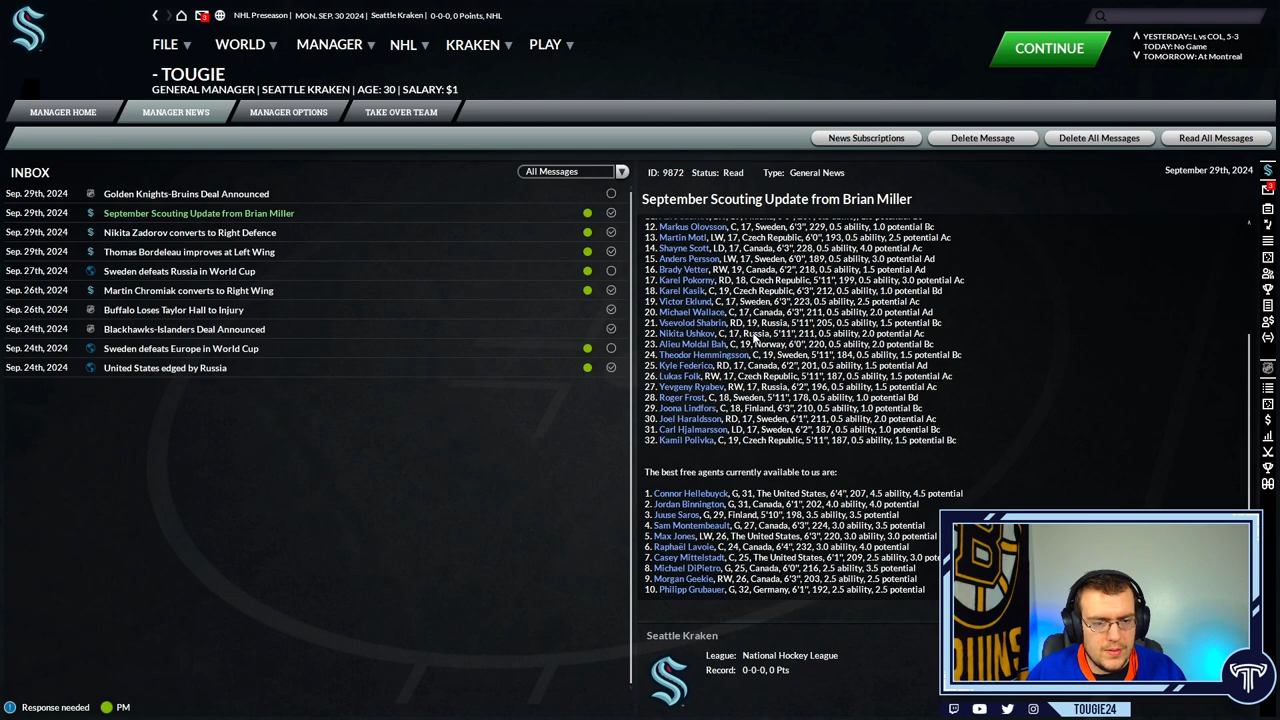 NHL Preseason | MON. SEP. 30 2024 | Seattle Kraken | 0-0-0, 0 Points, NHL
3
FILE WORLD MANAGER NHL KRAKEN PLAY
CONTINUE
YESTERDAY:: L vs COL, 5-3
TODAY: No Game
TOMORROW: At Montreal
- TOUGIE
GENERAL MANAGER | SEATTLE KRAKEN | AGE: 30 | SALARY: $1
MANAGER HOME MANAGER NEWS MANAGER OPTIONS TAKE OVER TEAM
News Subscriptions Delete Message Delete All Messages Read All Messages
INBOX
All Messages
Sep. 29th, 2024 Golden Knights-Bruins Deal Announced
Sep. 29th, 2024 September Scouting Update from Brian Miller
Sep. 29th, 2024 Nikita Zadorov converts to Right Defence
Sep. 29th, 2024 Thomas Bordeleau improves at Left Wing
Sep. 27th, 2024 Sweden defeats Russia in World Cup
Sep. 26th, 2024 Martin Chromiak converts to Right Wing
Sep. 26th, 2024 Buffalo Loses Taylor Hall to Injury
Sep. 24th, 2024 Blackhawks-Islanders Deal Announced
Sep. 24th, 2024 Sweden defeats Europe in World Cup
Sep. 24th, 2024 United States edged by Russia
Response needed PM
ID: 9872 Status: Read Type: General News
September 29th, 2024
September Scouting Update from Brian Miller
12. Markus Olovsson, C, 17, Sweden, 6'3", 229, 0.5 ability, 1.0 potential Bc
13. Martin Motl, LW, 17, Czech Republic, 6'0", 193, 0.5 ability, 2.5 potential Ac
14. Shayne Scott, LD, 17, Canada, 6'3", 228, 0.5 ability, 4.0 potential Ac
15. Anders Persson, LW, 17, Sweden, 6'0", 189, 0.5 ability, 3.0 potential Ad
16. Brady Vetter, RW, 19, Canada, 6'2", 218, 0.5 ability, 1.5 potential Ad
17. Karel Pokorny, RD, 18, Czech Republic, 5'11", 199, 0.5 ability, 3.0 potential Ac
18. Karel Kasik, C, 19, Czech Republic, 6'3", 212, 0.5 ability, 1.0 potential Bd
19. Victor Eklund, C, 17, Sweden, 6'3", 223, 0.5 ability, 2.5 potential Ac
20. Michael Wallace, C, 17, Canada, 6'3", 211, 0.5 ability, 2.0 potential Ad
21. Vsevolod Shabrin, RD, 19, Russia, 5'11", 205, 0.5 ability, 1.5 potential Bc
22. Nikita Ushkov, C, 17, Russia, 5'11", 211, 0.5 ability, 2.0 potential Ac
23. Alieu Moldal Bah, C, 19, Norway, 6'0", 220, 0.5 ability, 2.0 potential Bc
24. Theodor Hemmingsson, C, 19, Sweden, 5'11", 184, 0.5 ability, 1.5 potential Bc
25. Kyle Federico, RD, 17, Canada, 6'2", 201, 0.5 ability, 1.5 potential Ad
26. Lukas Folk, RW, 17, Czech Republic, 5'11", 187, 0.5 ability, 1.5 potential Ac
27. Yevgeny Ryabev, RW, 17, Russia, 6'2", 196, 0.5 ability, 1.0 potential Ac
28. Roger Frost, C, 18, Sweden, 5'11", 178, 0.5 ability, 1.0 potential Bd
29. Joona Lindfors, C, 18, Finland, 6'3", 210, 0.5 ability, 1.0 potential Bc
30. Joel Haraldsson, RD, 17, Sweden, 6'1", 211, 0.5 ability, 2.0 potential Ac
31. Carl Hjalmarsson, LD, 17, Sweden, 6'2", 187, 0.5 ability, 1.0 potential Bc
32. Kamil Polivka, C, 19, Czech Republic, 5'11", 187, 0.5 ability, 1.5 potential Bc
The best free agents currently available to us are:
1. Connor Hellebuyck, G, 31, The United States, 6'4", 207, 4.5 ability, 4.5 potential
2. Jordan Binnington, G, 31, Canada, 6'1", 202, 4.0 ability, 4.0 potential
3. Juuse Saros, G, 29, Finland, 5'10", 198, 3.5 ability, 3.5 potential
4. Sam Montembeault, G, 27, Canada, 6'3", 224, 3.0 ability, 3.5 potential
5. Max Jones, LW, 26, The United States, 6'3", 220, 3.0 ability, 3.0 potential
6. Raphaël Lavoie, C, 24, Canada, 6'4", 232, 3.0 ability, 4.0 potential
7. Casey Mittelstadt, C, 25, The United States, 6'1", 209, 2.5 ability, 3.0 pote
8. Michael DiPietro, G, 25, Canada, 6'0", 216, 2.5 ability, 2.5 potential
9. Morgan Geekie, RW, 26, Canada, 6'3", 203, 2.5 ability, 2.5 potential
10. Philipp Grubauer, G, 32, Germany, 6'1", 192, 2.5 ability, 2.5 potential
Seattle Kraken
League: National Hockey League
Record: 0-0-0, 0 Pts
TOUGIE24